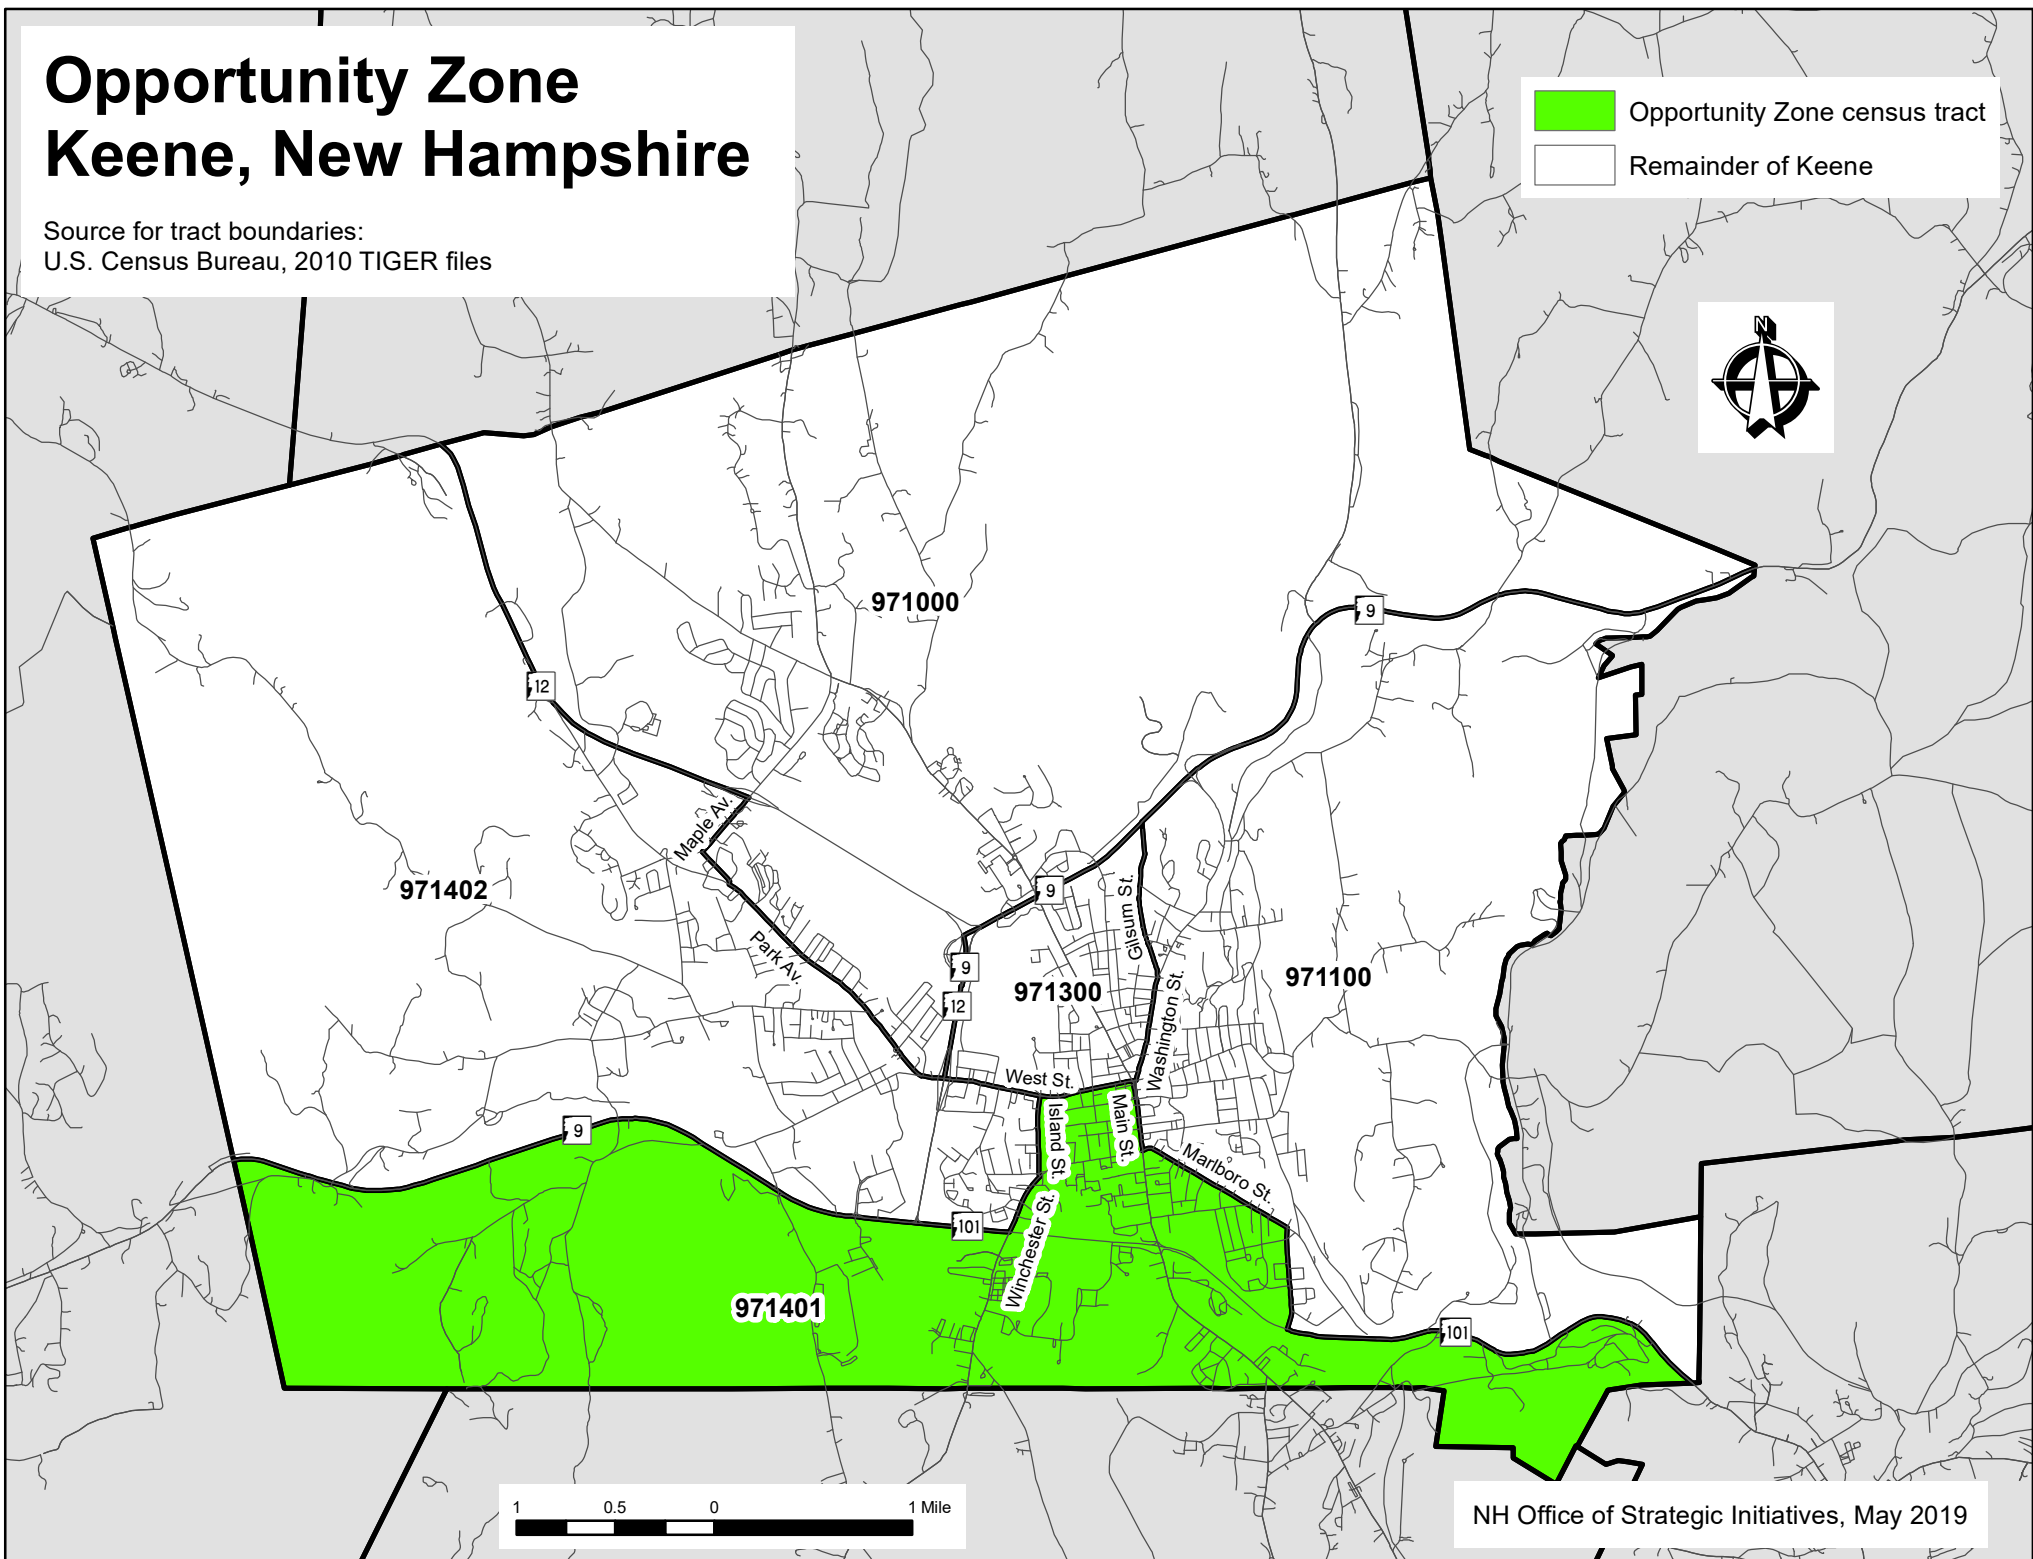 Opportunity Zone
Keene, New Hampshire
Source for tract boundaries:
U.S. Census Bureau, 2010 TIGER files
Opportunity Zone census tract
Remainder of Keene
N
971000
9
12
Maple Av.
971402
9
Gilsum St.
Park Av.
9
971300
971100
12
Washington St.
West St.
Island St.
Main St.
9
Marlboro St.
101
Winchester St.
971401
101
1 0.5 0 1 Mile
NH Office of Strategic Initiatives, May 2019